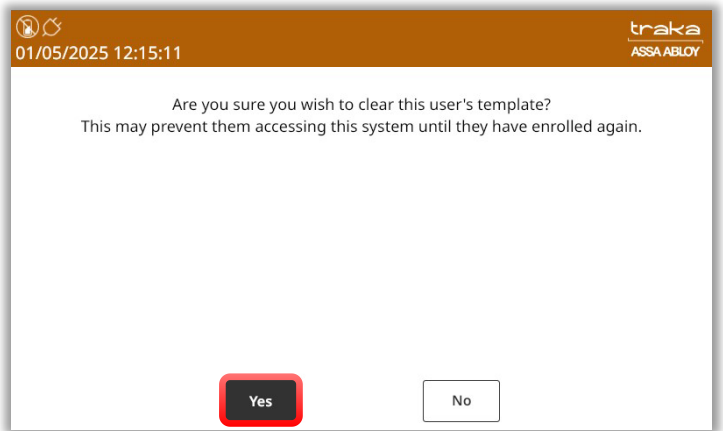 traka
01/05/2025 12:15:11
ASSA ABLOY
Are you sure you wish to clear this user's template?
This may prevent them accessing this system until they have enrolled again.
Yes
No